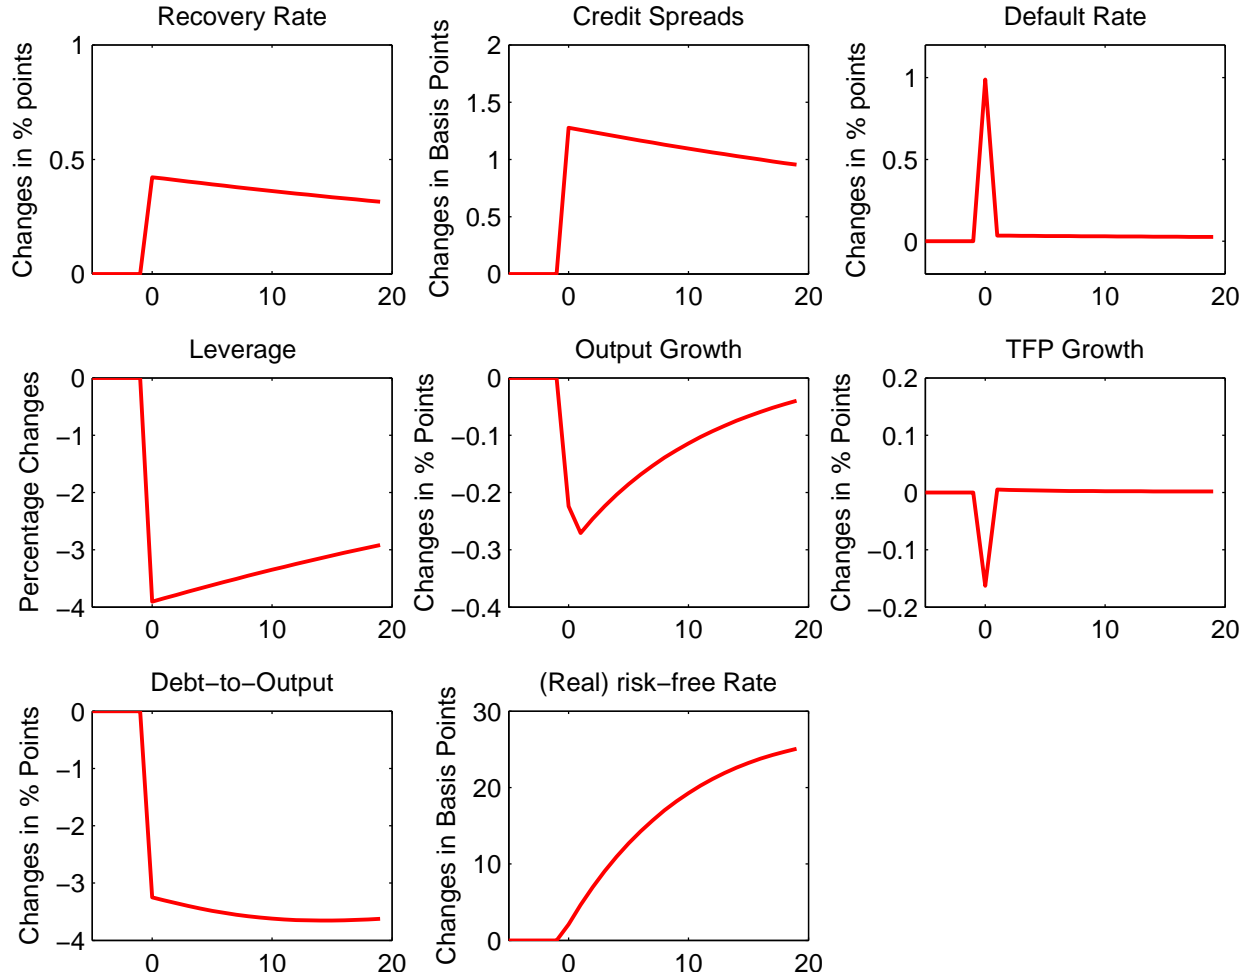 Recovery Rate
Changes in % points
1
0.5
0
0 10 20
Credit Spreads
Changes in Basis Points
2
1.5
1
0.5
0
0 10 20
Default Rate
Changes in % points
1
0.5
0
0 10 20
Leverage
Percentage Changes
0
−1
−2
−3
−4
0 10 20
Output Growth
Changes in % Points
0
−0.1
−0.2
−0.3
−0.4
0 10 20
TFP Growth
Changes in % Points
0.2
0.1
0
−0.1
−0.2
0 10 20
Debt−to−Output
Changes in % Points
0
−1
−2
−3
−4
0 10 20
(Real) risk−free Rate
Changes in Basis Points
30
20
10
0
0 10 20